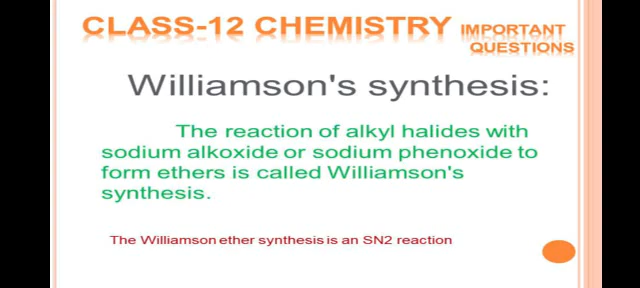 CLASS-12 CHEMISTRY IMPORTANT QUESTIONS
Williamson's synthesis:
The reaction of alkyl halides with
sodium alkoxide or sodium phenoxide to
form ethers is called Williamson's
synthesis.
The Williamson ether synthesis is an SN2 reaction